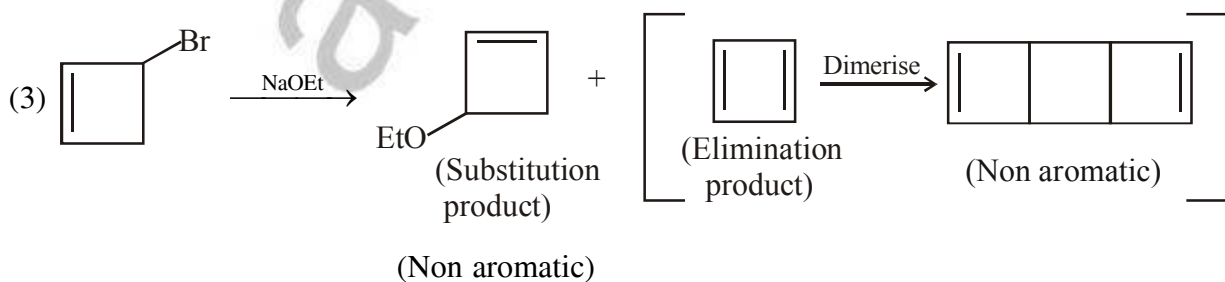 (3)
Br
NaOEt
EtO
(Substitution
product)
(Non aromatic)
+
(Elimination
product)
Dimerise
(Non aromatic)